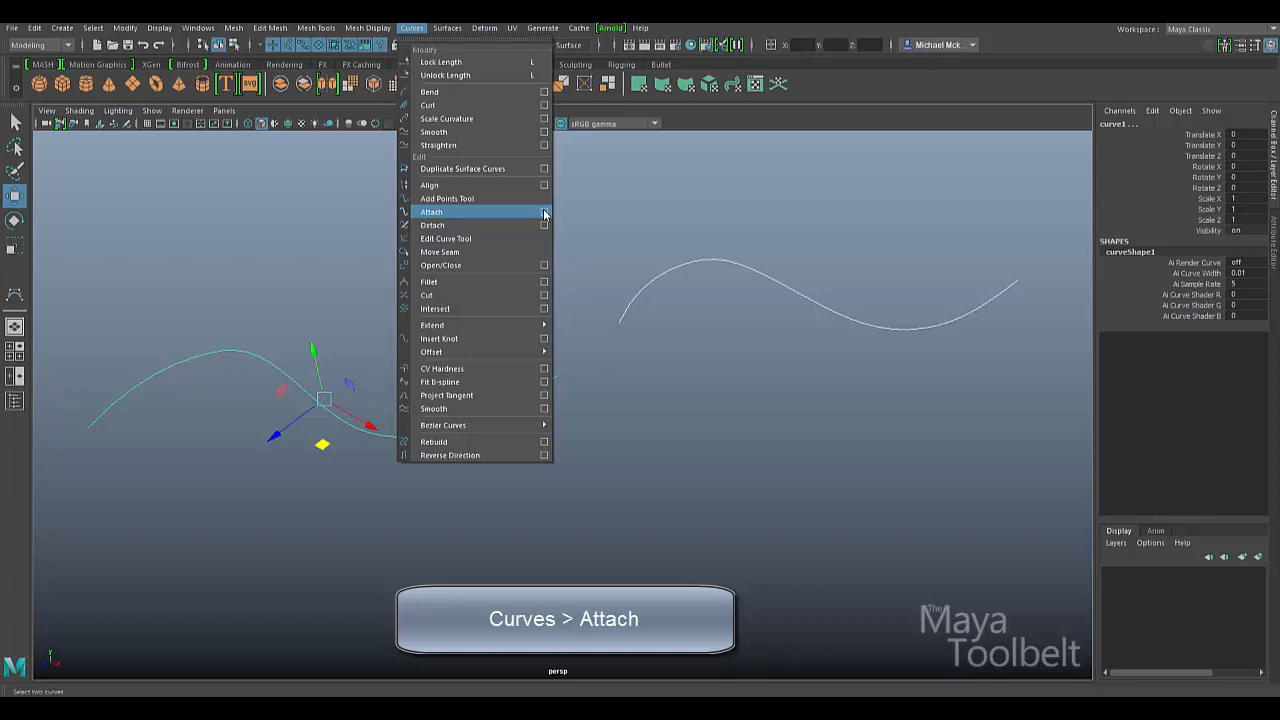 File Edit Create Select Modify Display Windows Mesh Edit Mesh Mesh Tools Mesh Display Curves Surfaces Deform UV Generate Cache [Arnold] Help
Workspace: Maya Classic
Modeling
Surface
X: Y: Z:
Michael Mck...
MASH Motion Graphics XGen Bifrost Animation Rendering FX FX Caching
Sculpting Rigging Bullet
View Shading Lighting Show Renderer Panels
sRGB gamma
Modify
Lock Length L
Unlock Length L
Bend
Curl
Scale Curvature
Smooth
Straighten
Edit
Duplicate Surface Curves
Align
Add Points Tool
Attach
Detach
Edit Curve Tool
Move Seam
Open/Close
Fillet
Cut
Intersect
Extend
Insert Knot
Offset
CV Hardness
Fit B-spline
Project Tangent
Smooth
Bezier Curves
Rebuild
Reverse Direction
Channels Edit Object Show
curve1...
Translate X 0
Translate Y 0
Translate Z 0
Rotate X 0
Rotate Y 0
Rotate Z 0
Scale X 1
Scale Y 1
Scale Z 1
Visibility on
SHAPES
curveShape1
Ai Render Curve off
Ai Curve Width 0.01
Ai Sample Rate 5
Ai Curve Shader R 0
Ai Curve Shader G 0
Ai Curve Shader B 0
Channel Box / Layer Editor
Attribute Editor
Display Anim
Layers Options Help
Curves > Attach
The
Maya
Toolbelt
persp
y
Select two curves